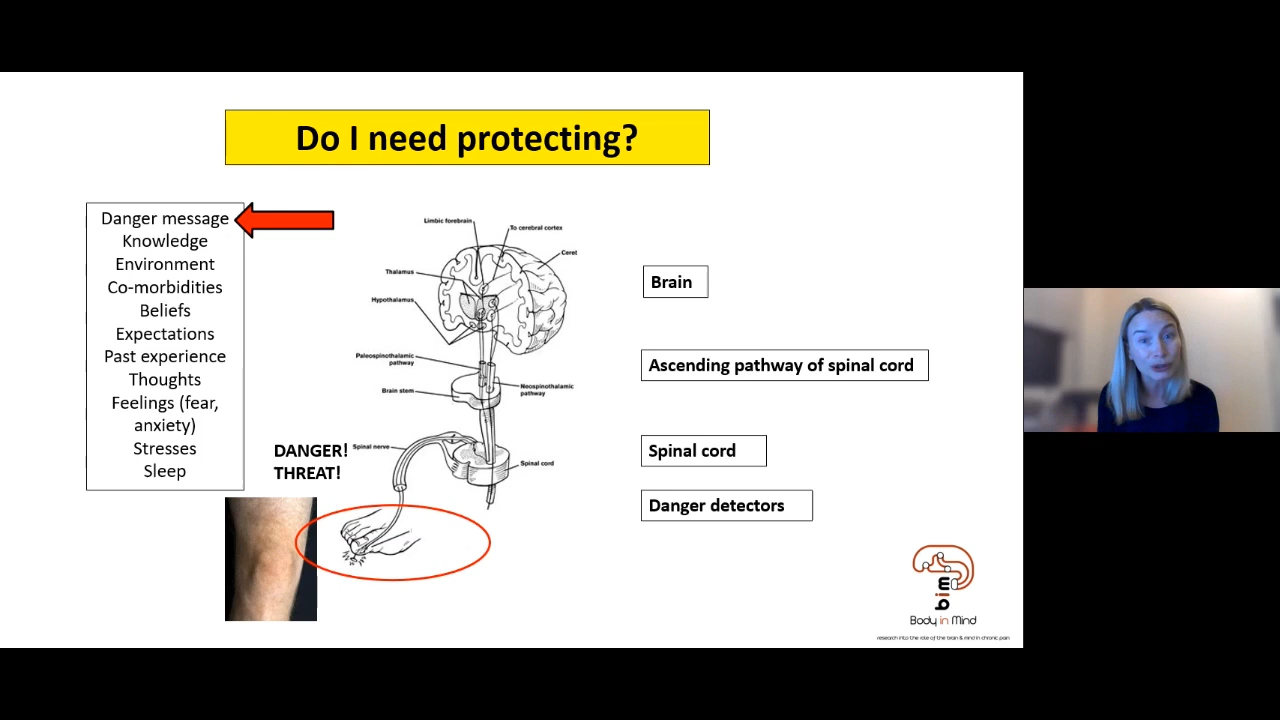 Do I need protecting?
Danger message
Knowledge
Environment
Co-morbidities
Beliefs
Expectations
Past experience
Thoughts
Feelings (fear,
anxiety)
Stresses
Sleep
DANGER!
THREAT!
Limbic forebrain
To cerebral cortex
Ceret
Thalamus
Hypothalamus
Paleospinothalamic
pathway
Brain stem
Neospinothalamic
pathway
Spinal nerve
Spinal cord
Brain
Ascending pathway of spinal cord
Spinal cord
Danger detectors
bim
Body in Mind
research into the role of the brain & mind in chronic pain